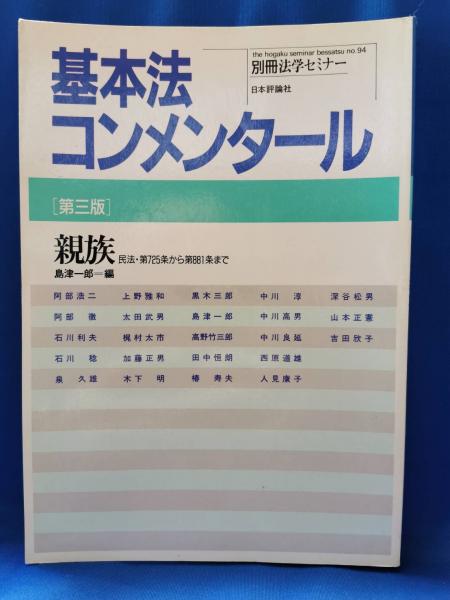 the hogaku seminar bessatsu no.94
別冊法学セミナー
日本評論社
基本法
コンメンタール
[第三版]
親族 民法・第725条から第881条まで
島津一郎=編
阿部浩二 上野雅和 黒木三郎 中川 淳 深谷松男
阿部 徹 太田武男 島津一郎 中川高男 山本正憲
石川利夫 梶村太市 高野竹三郎 中川良延 吉田欣子
石川 稔 加藤正男 田中恒朗 西原道雄
泉 久雄 木下 明 椿 寿夫 人見康子